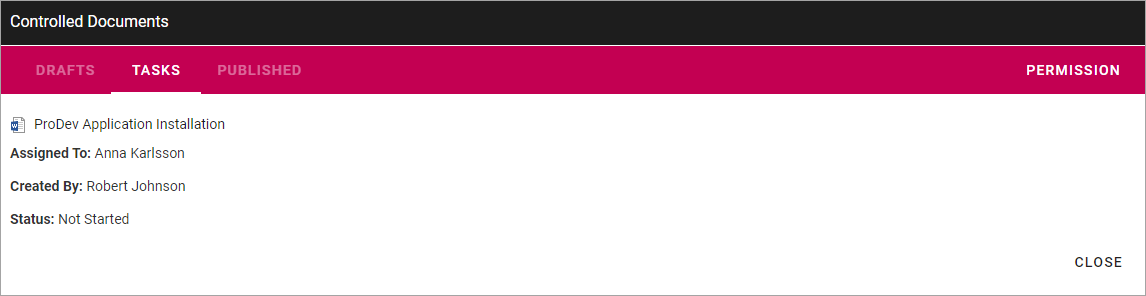 Controlled Documents
DRAFTS TASKS PUBLISHED PERMISSION
ProDev Application Installation
Assigned To: Anna Karlsson
Created By: Robert Johnson
Status: Not Started
CLOSE